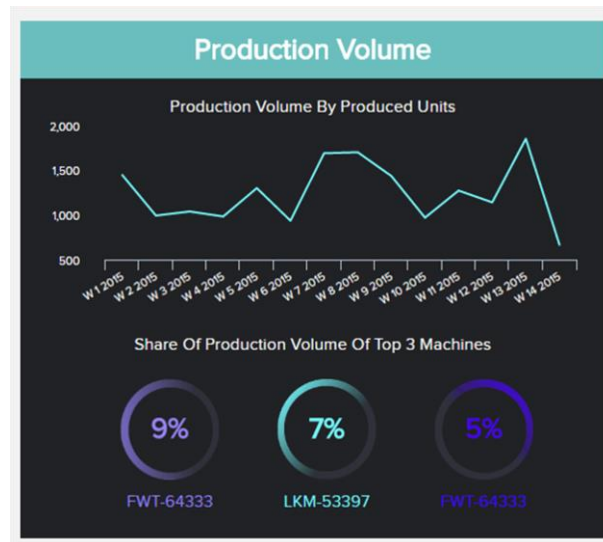 Production Volume
Production Volume By Produced Units
2,000
1,500
1,000
500
W 1 2015
W 2 2015
W 3 2015
W 4 2015
W 5 2015
W 6 2015
W 7 2015
W 8 2015
W 9 2015
W 10 2015
W 11 2015
W 12 2015
W 13 2015
W 14 2015
Share Of Production Volume Of Top 3 Machines
9% 7% 5%
FWT-64333 LKM-53397 FWT-64333